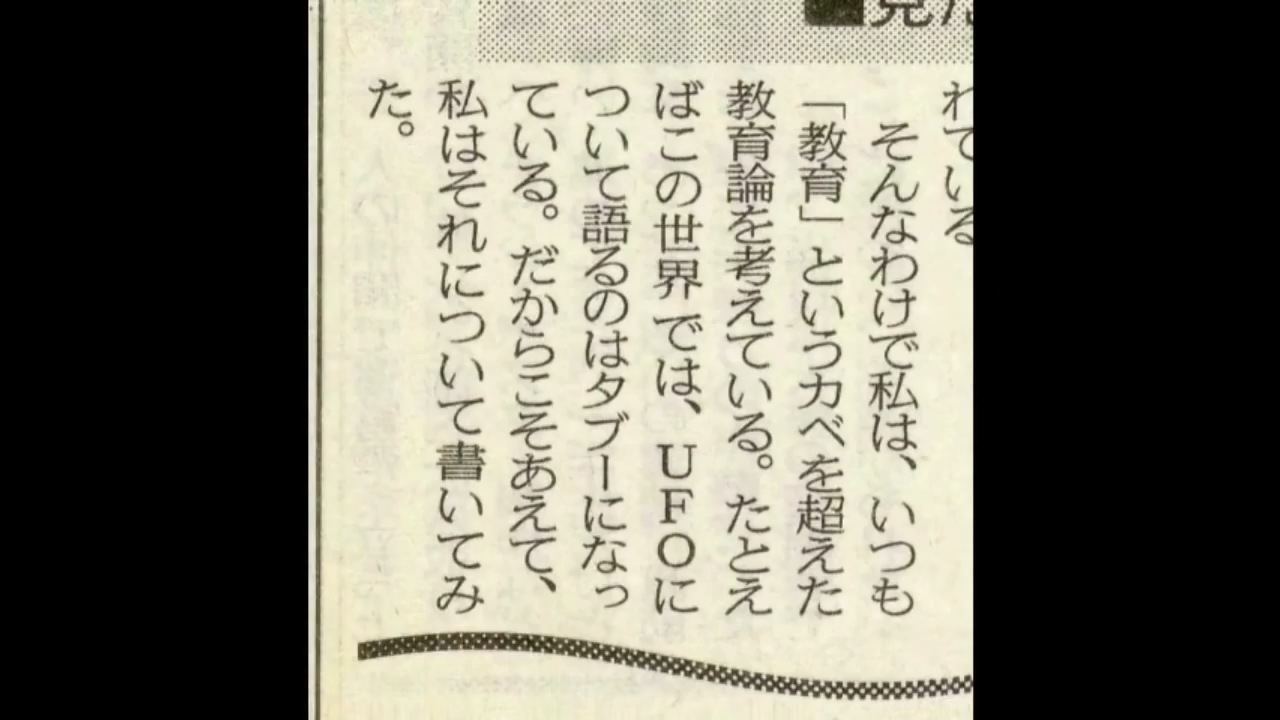 れている
そんなわけで私は、いつも
「教育」というカベを超えた
教育論を考えている。たとえ
ばこの世界では、UFOに
ついて語るのはタブーになっ
ている。だからこそあえて、
私はそれについて書いてみ
た。